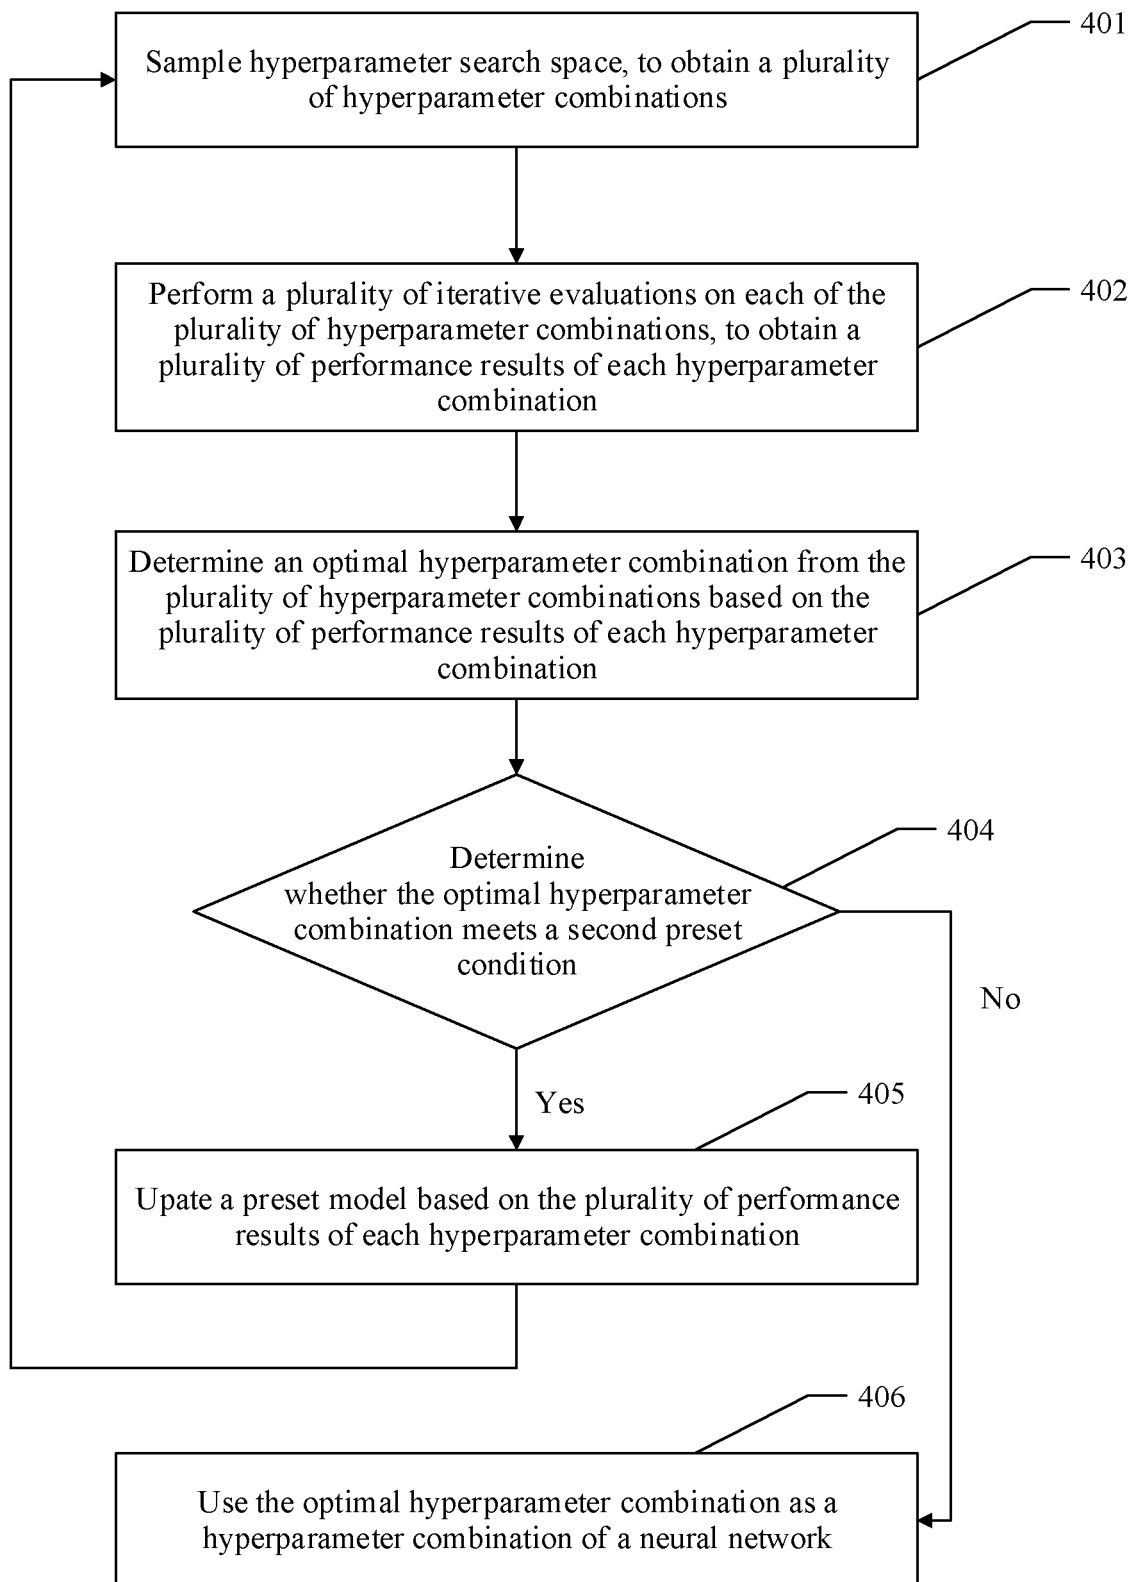 401
Sample hyperparameter search space, to obtain a plurality
of hyperparameter combinations
402
Perform a plurality of iterative evaluations on each of the
plurality of hyperparameter combinations, to obtain a
plurality of performance results of each hyperparameter
combination
403
Determine an optimal hyperparameter combination from the
plurality of hyperparameter combinations based on the
plurality of performance results of each hyperparameter
combination
404
Determine
whether the optimal hyperparameter
combination meets a second preset
condition
No
Yes
405
Upate a preset model based on the plurality of performance
results of each hyperparameter combination
406
Use the optimal hyperparameter combination as a
hyperparameter combination of a neural network